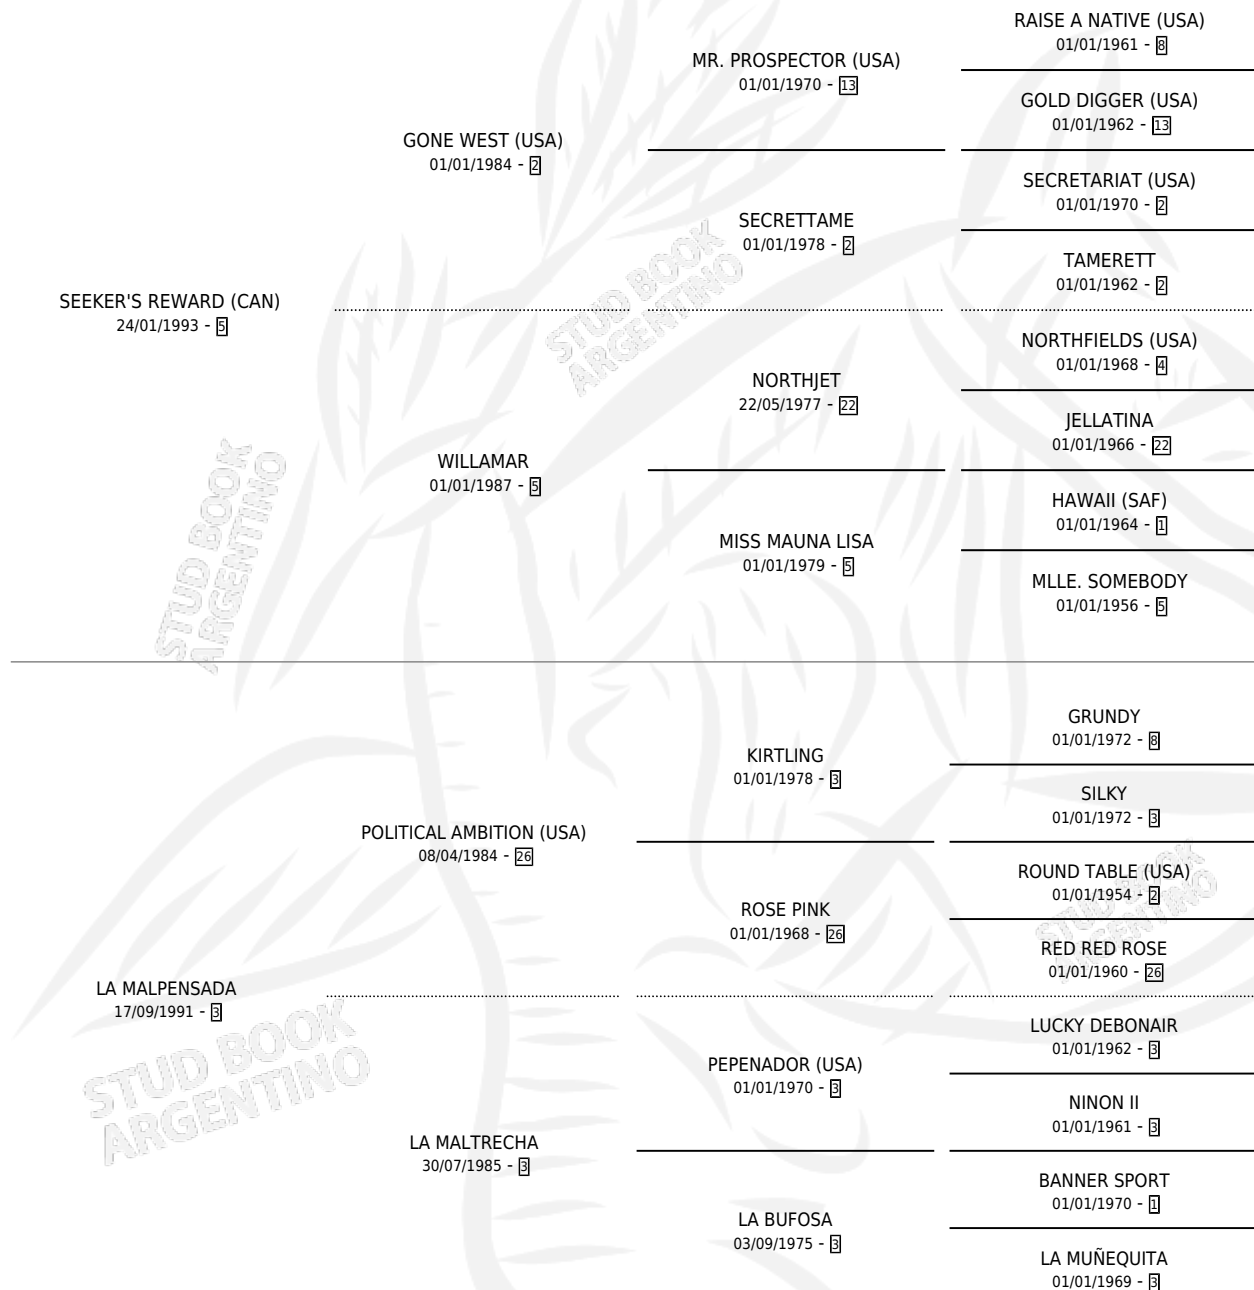 RAISE A NATIVE (USA)
01/01/1961 - 8
MR. PROSPECTOR (USA)
01/01/1970 - 13
GOLD DIGGER (USA)
01/01/1962 - 13
GONE WEST (USA)
01/01/1984 - 2
SECRETARIAT (USA)
01/01/1970 - 2
SECRETTAME
01/01/1978 - 2
TAMERETT
01/01/1962 - 2
SEEKER'S REWARD (CAN)
24/01/1993 - 5
STUD BOOK
ARGENTINO
NORTHFIELDS (USA)
01/01/1968 - 4
NORTHJET
22/05/1977 - 22
JELLATINA
01/01/1966 - 22
WILLAMAR
01/01/1987 - 5
HAWAII (SAF)
01/01/1964 - 1
MISS MAUNA LISA
01/01/1979 - 5
MLLE. SOMEBODY
01/01/1956 - 5
STUD BOOK
ARGENTINO
GRUNDY
01/01/1972 - 8
KIRTLING
01/01/1978 - 3
SILKY
01/01/1972 - 3
POLITICAL AMBITION (USA)
08/04/1984 - 26
ROUND TABLE (USA)
01/01/1954 - 2
STUD BOOK
ARGENTINO
ROSE PINK
01/01/1968 - 26
RED RED ROSE
01/01/1960 - 26
LA MALPENSADA
17/09/1991 - 3
STUD BOOK
ARGENTINO
LUCKY DEBONAIR
01/01/1962 - 3
PEPENADOR (USA)
01/01/1970 - 3
NINON II
01/01/1961 - 3
LA MALTRECHA
30/07/1985 - 3
BANNER SPORT
01/01/1970 - 1
LA BUFOSA
03/09/1975 - 3
LA MUÑEQUITA
01/01/1969 - 3